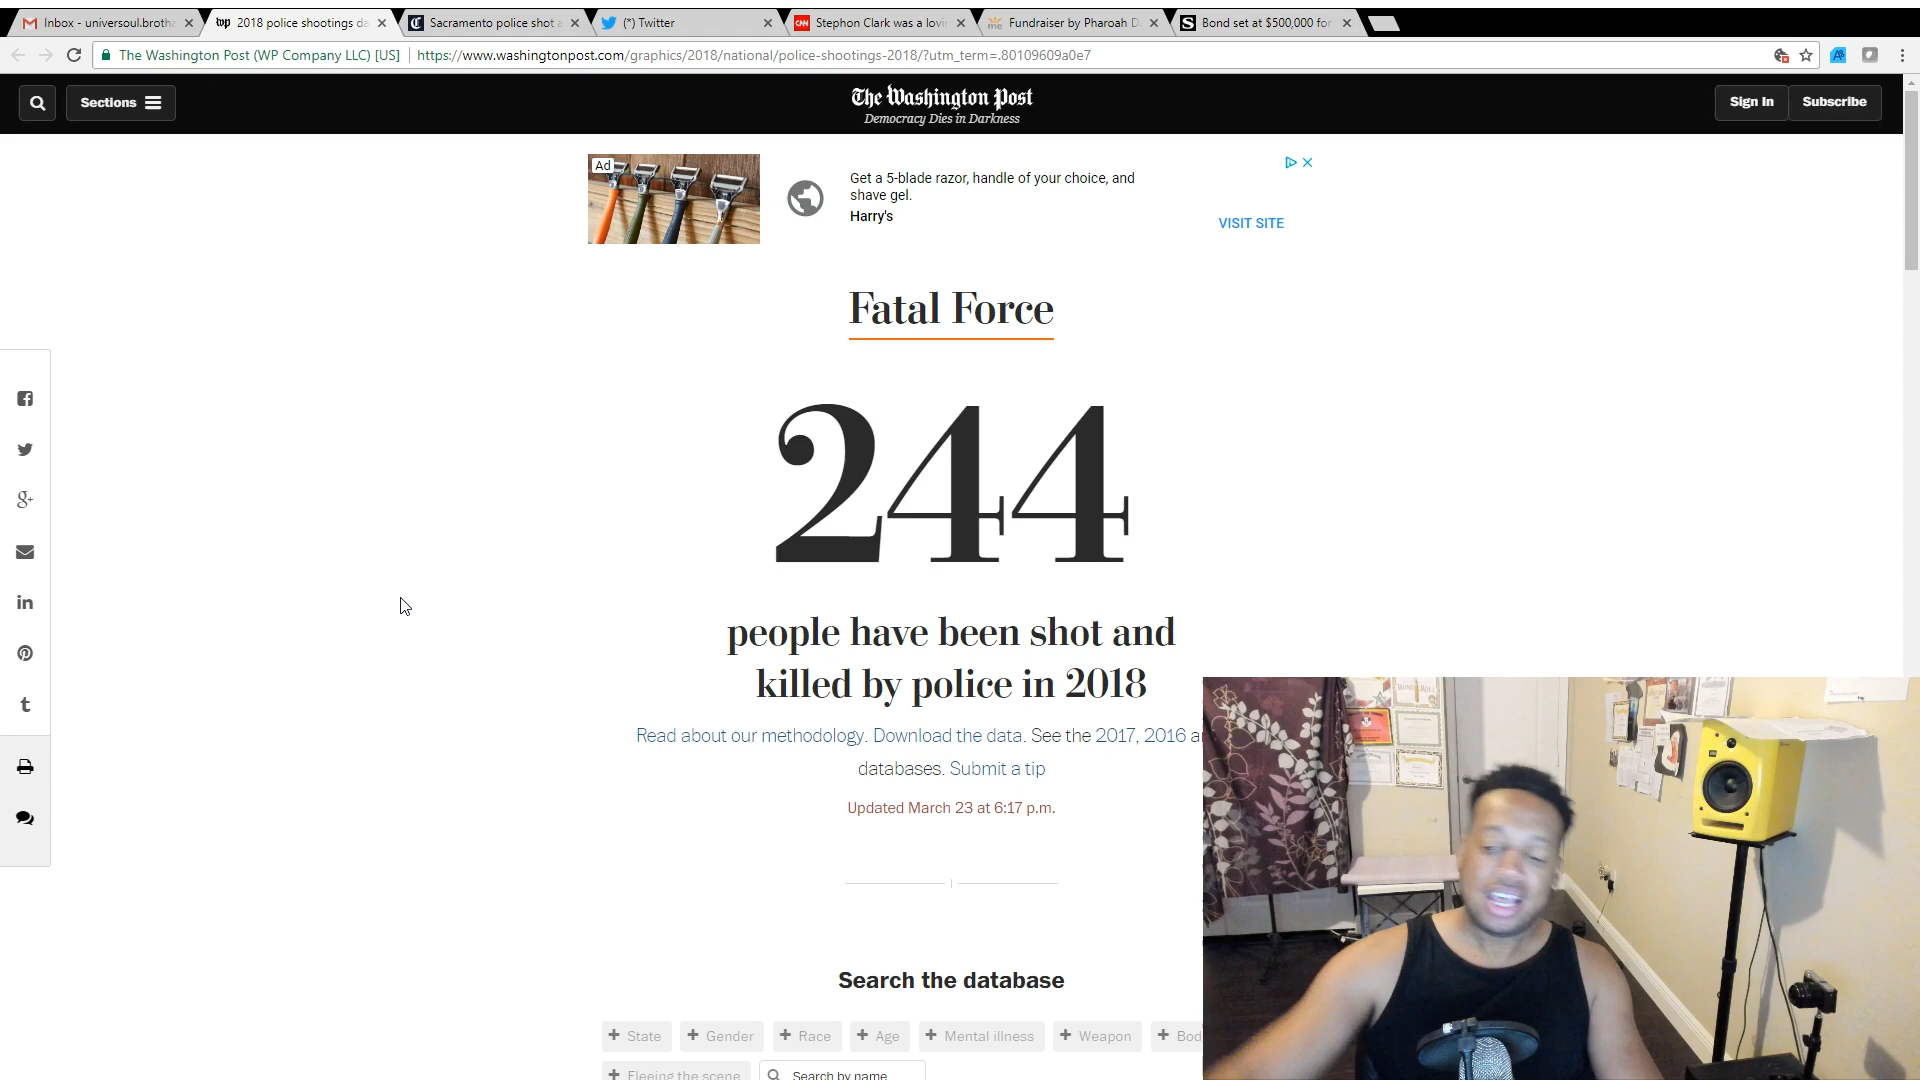 Inbox - universoul.brotha
2018 police shootings da
Sacramento police shot a
(*) Twitter
Stephon Clark was a lovi
Fundraiser by Pharoah D
Bond set at $500,000 for
The Washington Post (WP Company LLC) [US]
https://www.washingtonpost.com/graphics/2018/national/police-shootings-2018/?utm_term=.80109609a0e7
Sections
The Washington Post
Democracy Dies in Darkness
Sign In
Subscribe
Ad
Get a 5-blade razor, handle of your choice, and
shave gel.
Harry's
VISIT SITE
Fatal Force
244
people have been shot and
killed by police in 2018
Read about our methodology. Download the data. See the 2017, 2016 a
databases. Submit a tip
Updated March 23 at 6:17 p.m.
Search the database
+ State
+ Gender
+ Race
+ Age
+ Mental illness
+ Weapon
+ Bod
+ Fleeing the scene
Search by name